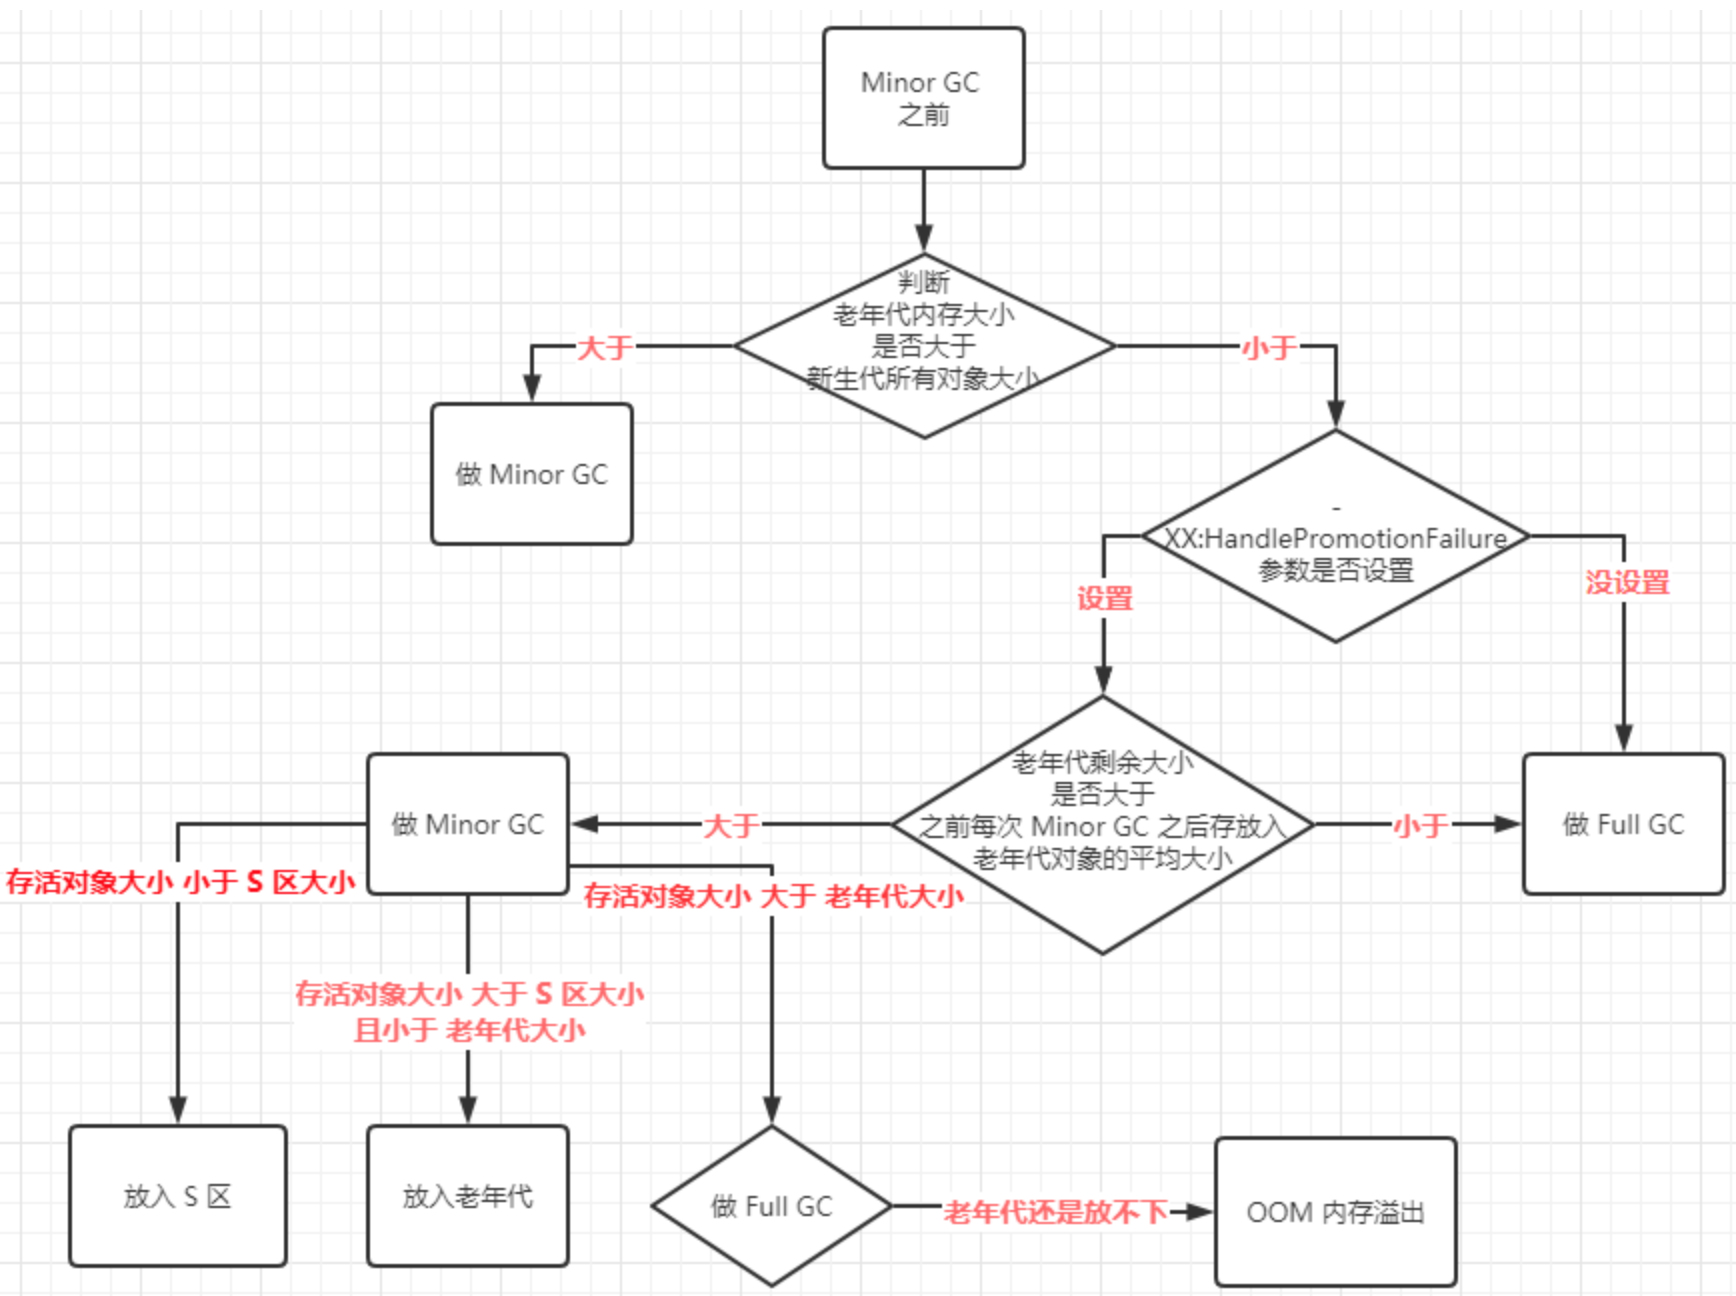 Minor GC
之前
判断
老年代内存大小
是否大于
新生代所有对象大小
大于
小于
做 Minor GC
-
XX:HandlePromotionFailure
参数是否设置
设置
没设置
老年代剩余大小
是否大于
之前每次 Minor GC 之后存放入
老年代对象的平均大小
大于
小于
做 Minor GC
做 Full GC
存活对象大小 小于 S 区大小
存活对象大小 大于 老年代大小
存活对象大小 大于 S 区大小
且小于 老年代大小
放入 S 区
放入老年代
做 Full GC
老年代还是放不下
OOM 内存溢出